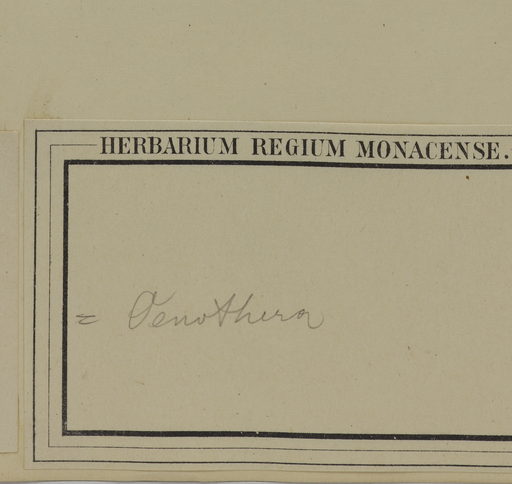 HERBARIUM REGIUM MONACENSE.
= Oenothera